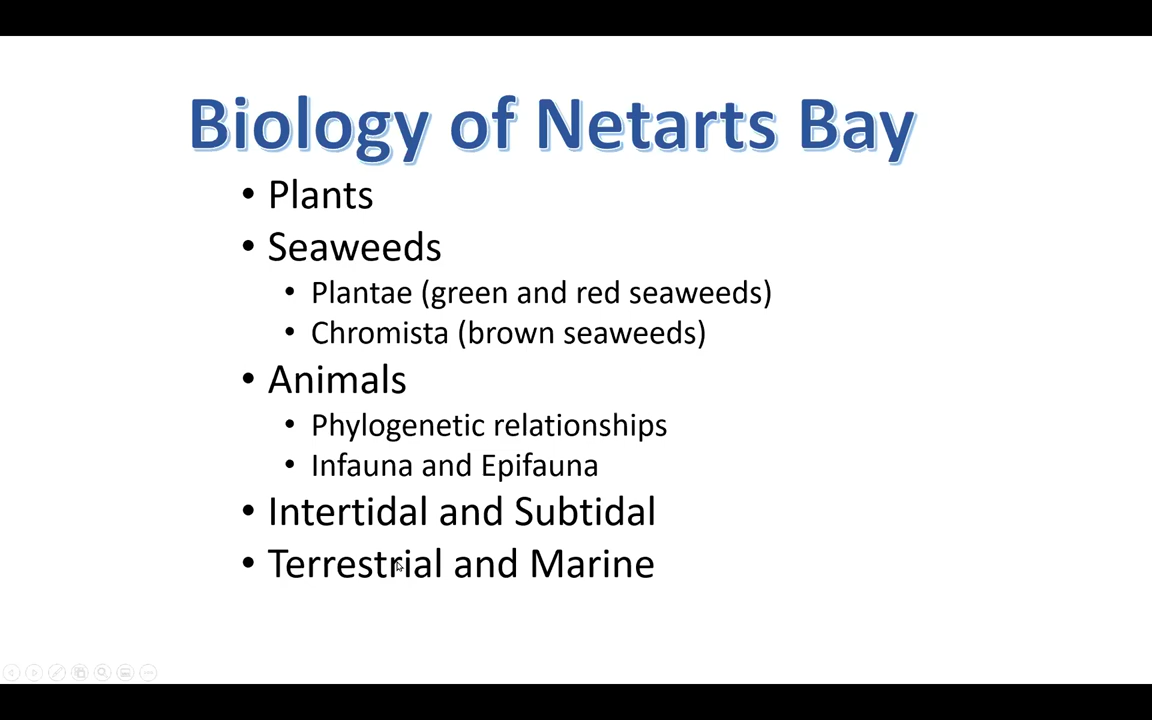 Biology of Netarts Bay
• Plants
• Seaweeds
• Plantae (green and red seaweeds)
• Chromista (brown seaweeds)
• Animals
• Phylogenetic relationships
• Infauna and Epifauna
• Intertidal and Subtidal
• Terrestrial and Marine